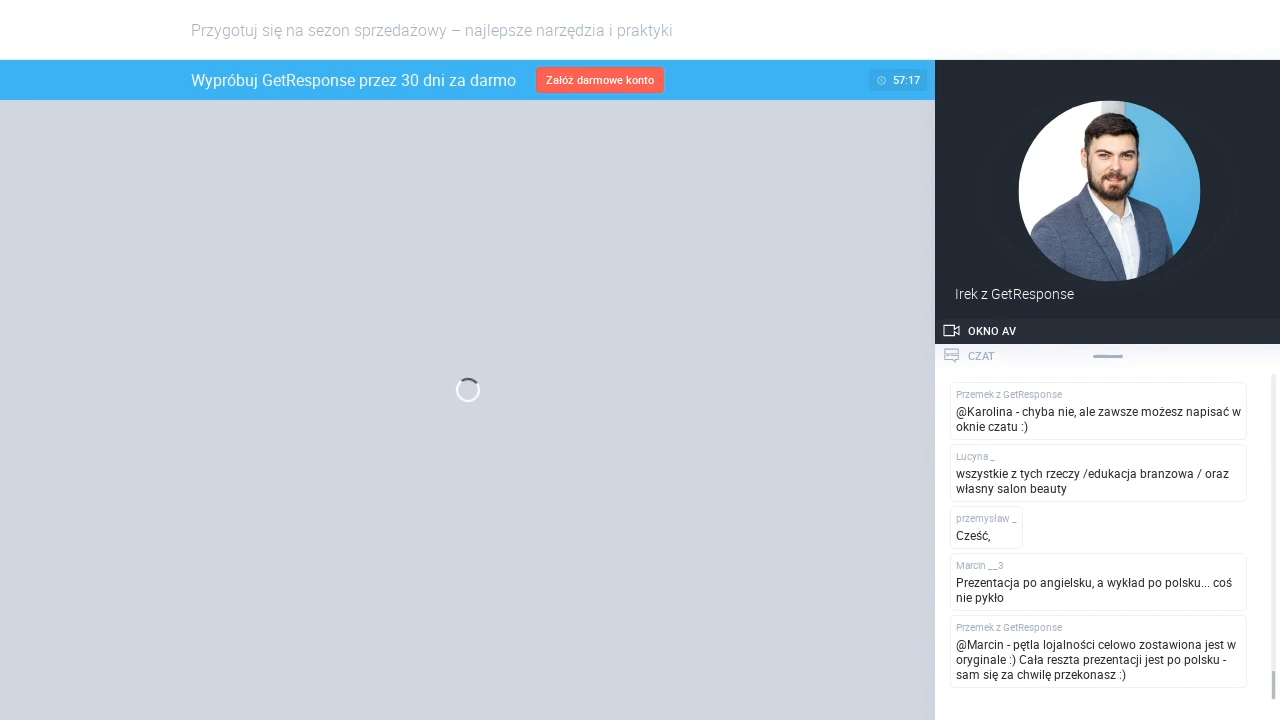 Przygotuj się na sezon sprzedażowy – najlepsze narzędzia i praktyki
Wypróbuj GetResponse przez 30 dni za darmo
Załóż darmowe konto
57:17
Irek z GetResponse
OKNO AV
CZAT
Przemek z GetResponse
@Karolina - chyba nie, ale zawsze możesz napisać w
oknie czatu :)
Lucyna _
wszystkie z tych rzeczy /edukacja branzowa / oraz
własny salon beauty
przemysław _
Cześć,
Marcin __3
Prezentacja po angielsku, a wykład po polsku... coś
nie pykło
Przemek z GetResponse
@Marcin - pętla lojalności celowo zostawiona jest w
oryginale :) Cała reszta prezentacji jest po polsku -
sam się za chwilę przekonasz :)